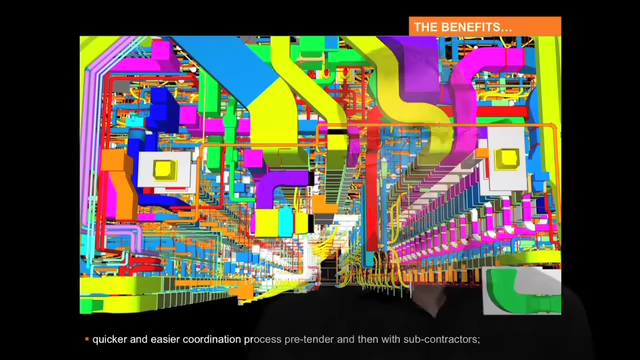 THE BENEFITS...
quicker and easier coordination process pre-tender and then with sub-contractors;